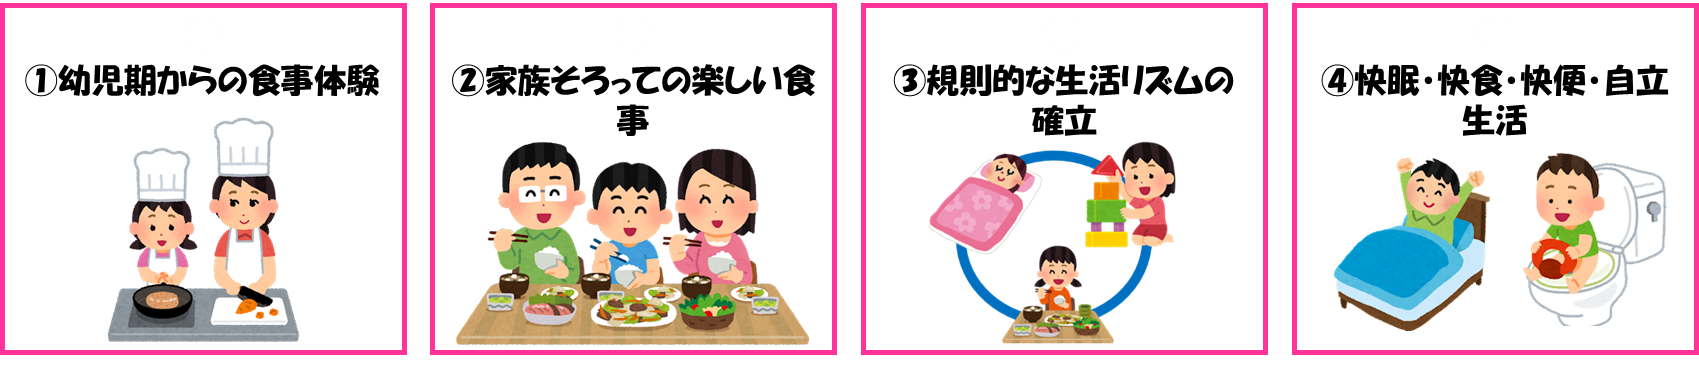 ①幼児期からの食事体験
②家族そろっての楽しい食
事
③規則的な生活リズムの
確立
④快眠・快食・快便・自立
生活